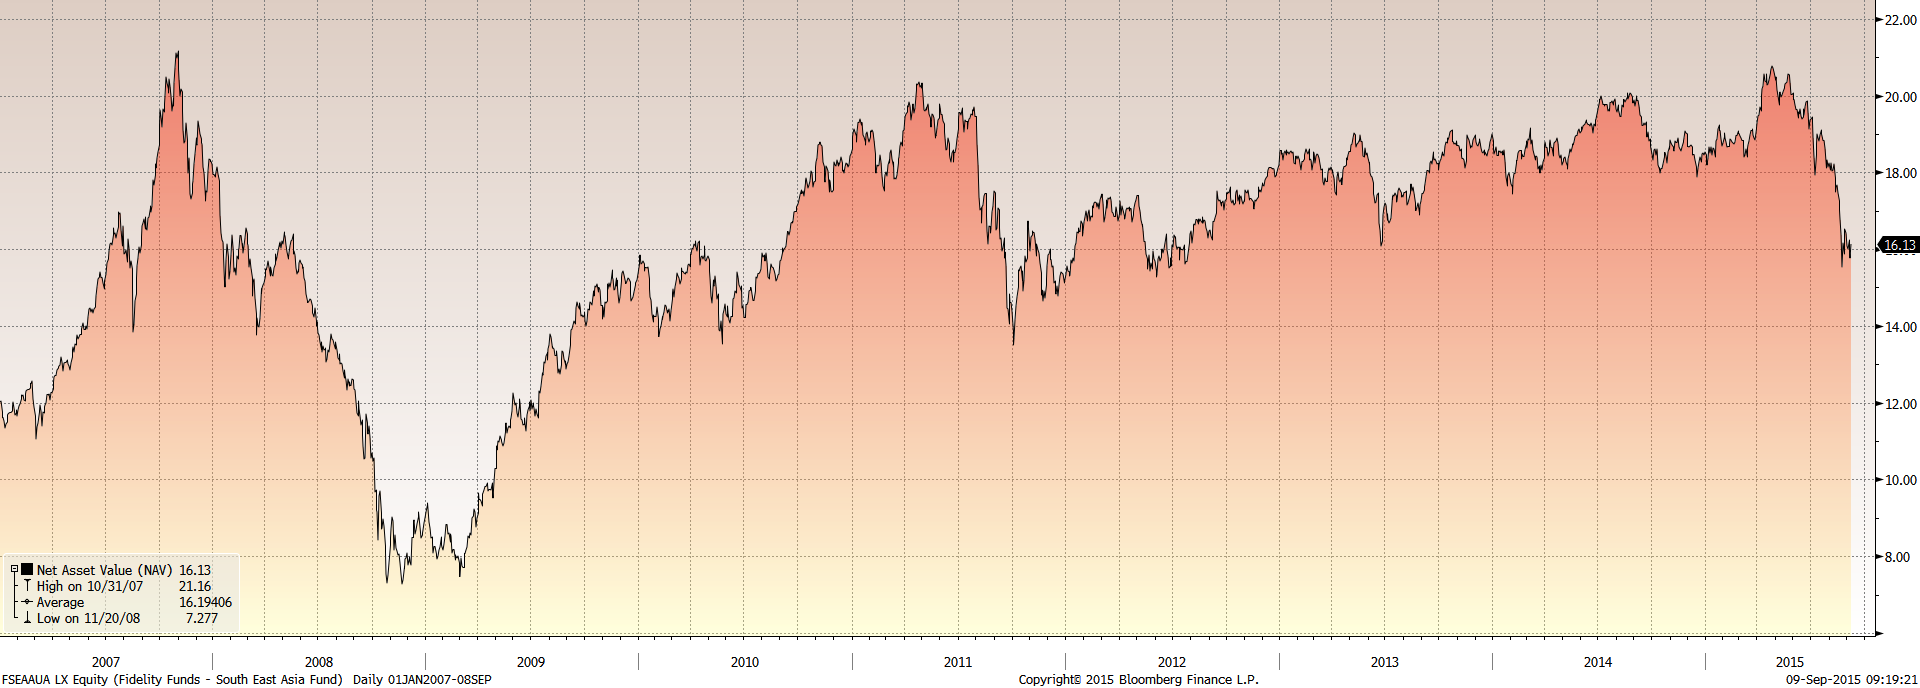 22.00
20.00
18.00
16.13
14.00
12.00
10.00
8.00
Net Asset Value (NAV) 16.13
High on 10/31/07 21.16
Average 16.19406
Low on 11/20/08 7.277
2007 2008 2009 2010 2011 2012 2013 2014 2015
FSEAAUA LX Equity (Fidelity Funds - South East Asia Fund) Daily 01JAN2007-08SEP Copyright© 2015 Bloomberg Finance L.P. 09-Sep-2015 09:19:21